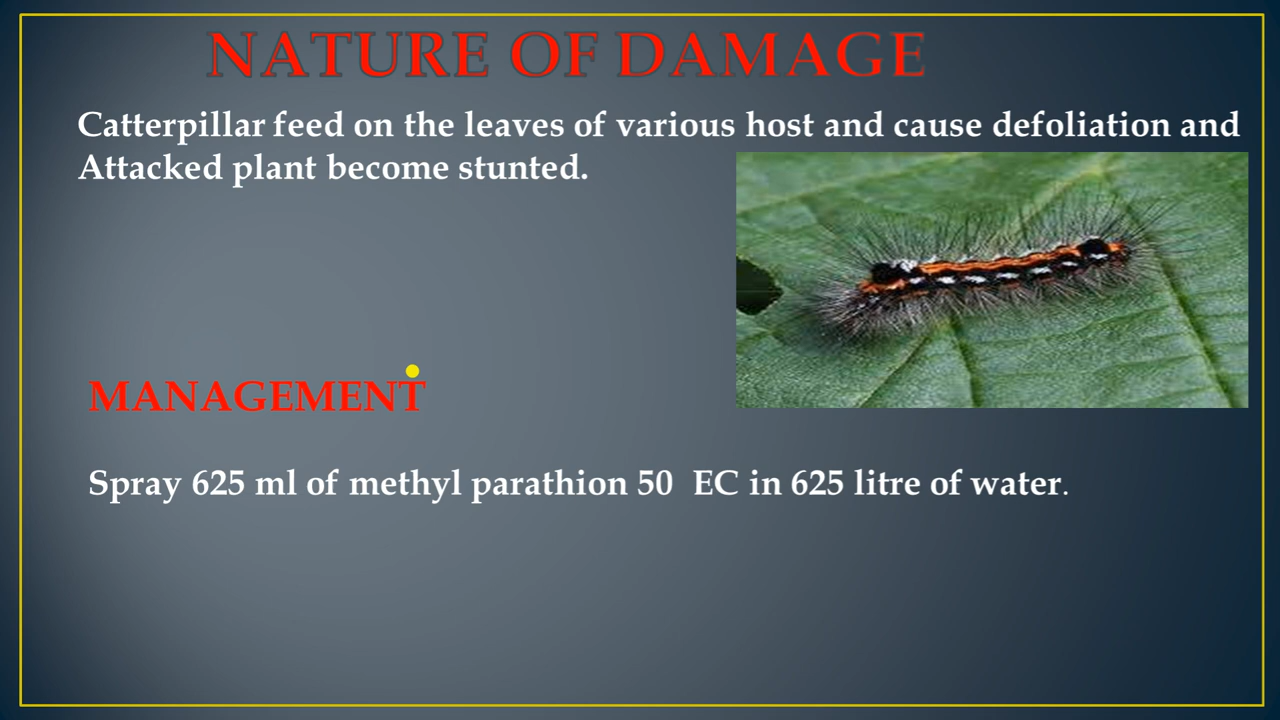 NATURE OF DAMAGE
Catterpillar feed on the leaves of various host and cause defoliation and
Attacked plant become stunted.
MANAGEMENT
Spray 625 ml of methyl parathion 50 EC in 625 litre of water.